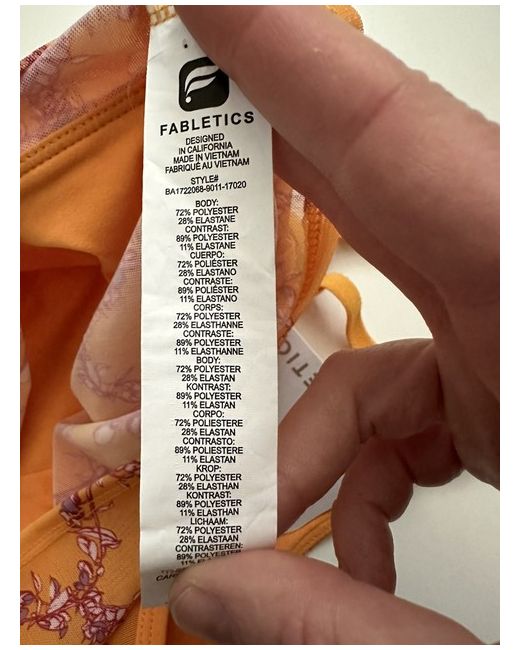 FABLETICS
DESIGNED
IN CALIFORNIA
MADE IN VIETNAM
FABRIQUÉ AU VIETNAM
STYLE#
BA1722068-9011-17020
BODY:
72% POLYESTER
28% ELASTANE
CONTRAST:
89% POLYESTER
11% ELASTANE
CUERPO:
72% POLIÉSTER
28% ELASTANO
CONTRASTE:
89% POLIÉSTER
11% ELASTANO
CORPS:
72% POLYESTER
28% ELASTHANNE
CONTRASTE:
89% POLYESTER
11% ELASTHANNE
BODY:
72% POLYESTER
28% ELASTAN
KONTRAST:
89% POLYESTER
11% ELASTAN
CORPO:
72% POLIESTERE
28% ELASTAN
CONTRASTO:
89% POLIESTERE
11% ELASTAN
KROP:
72% POLYESTER
28% ELASTHAN
KONTRAST:
89% POLYESTER
11% ELASTHAN
LICHAAM:
72% POLYESTER
28% ELASTAAN
CONTRASTEREN:
89% POLYESTER